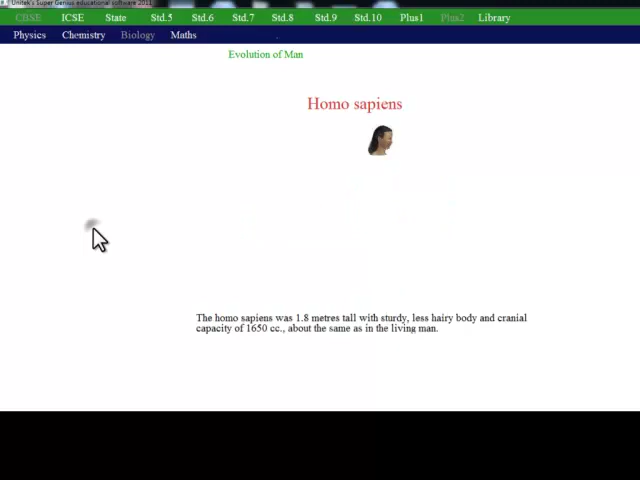 Unitek's Super Genius educational software 2011
CBSE ICSE State Std.5 Std.6 Std.7 Std.8 Std.9 Std.10 Plus1 Plus2 Library
Physics Chemistry Biology Maths
Evolution of Man
Homo sapiens
The homo sapiens was 1.8 metres tall with sturdy, less hairy body and cranial
capacity of 1650 cc., about the same as in the living man.